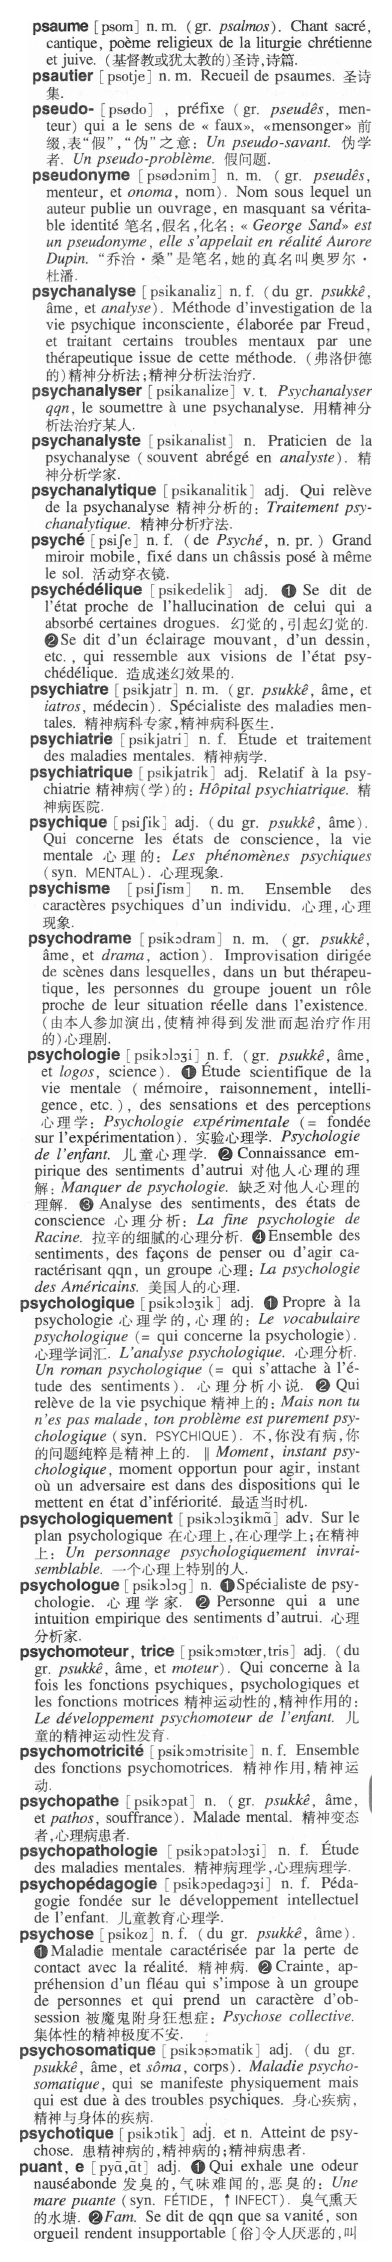 psaume [psom] n. m. (gr. psalmos). Chant sacré,
cantique, poème religieux de la liturgie chrétienne
et juive. (基督教或犹太教的)圣诗,诗篇.
psautier [psotje] n. m. Recueil de psaumes. 圣诗
集.
pseudo- [psødo] , préfixe (gr. pseudês, men-
teur) qui a le sens de « faux», «mensonger» 前
缀,表“假”,“伪”之意: Un pseudo-savant. 伪学
者. Un pseudo-problème. 假问题.
pseudonyme [psødɔnim] n. m. (gr. pseudês,
menteur, et onoma, nom). Nom sous lequel un
auteur publie un ouvrage, en masquant sa vérita-
ble identité 笔名,假名,化名: « George Sand» est
un pseudonyme, elle s’appelait en réalité Aurore
Dupin. “乔治·桑”是笔名,她的真名叫奥罗尔·
杜潘.
psychanalyse [psikanaliz] n. f. (du gr. psukkê,
âme, et analyse). Méthode d’investigation de la
vie psychique inconsciente, élaborée par Freud,
et traitant certains troubles mentaux par une
thérapeutique issue de cette méthode. (弗洛伊德
的)精神分析法;精神分析法治疗.
psychanalyser [psikanalize] v. t. Psychanalyser
qqn, le soumettre à une psychanalyse. 用精神分
析法治疗某人.
psychanalyste [psikanalist] n. Praticien de la
psychanalyse (souvent abrégé en analyste). 精
神分析学家.
psychanalytique [psikanalitik] adj. Qui relève
de la psychanalyse 精神分析的: Traitement psy-
chanalytique. 精神分析疗法.
psyché [psiʃe] n. f. (de Psyché, n. pr.) Grand
miroir mobile, fixé dans un châssis posé à même
le sol. 活动穿衣镜.
psychédélique [psikedelik] adj. ❶ Se dit de
l’état proche de l’hallucination de celui qui a
absorbé certaines drogues. 幻觉的,引起幻觉的.
❷Se dit d’un éclairage mouvant, d’un dessin,
etc., qui ressemble aux visions de l’état psy-
chédélique. 造成迷幻效果的.
psychiatre [psikjatr] n. m. (gr. psukkê, âme, et
iatros, médecin). Spécialiste des maladies men-
tales. 精神病科专家,精神病科医生.
psychiatrie [psikjatri] n. f. Étude et traitement
des maladies mentales. 精神病学.
psychiatrique [psikjatrik] adj. Relatif à la psy-
chiatrie 精神病(学)的: Hôpital psychiatrique. 精
神病医院.
psychique [psiʃik] adj. (du gr. psukkê, âme).
Qui concerne les états de conscience, la vie
mentale 心理的: Les phénomènes psychiques
(syn. MENTAL). 心理现象.
psychisme [psiʃism] n. m. Ensemble des
caractères psychiques d’un individu. 心理,心理
现象.
psychodrame [psikɔdram] n. m. (gr. psukkê,
âme, et drama, action). Improvisation dirigée
de scènes dans lesquelles, dans un but thérapeu-
tique, les personnes du groupe jouent un rôle
proche de leur situation réelle dans l’existence.
(由本人参加演出,使精神得到发泄而起治疗作用
的)心理剧.
psychologie [psikɔlɔʒi] n. f. (gr. psukkê, âme,
et logos, science). ❶ Étude scientifique de la
vie mentale (mémoire, raisonnement, intelli-
gence, etc.), des sensations et des perceptions
心理学: Psychologie expérimentale (= fondée
sur l’expérimentation). 实验心理学. Psychologie
de l’enfant. 儿童心理学. ❷ Connaissance em-
pirique des sentiments d’autrui 对他人心理的理
解: Manquer de psychologie. 缺乏对他人心理的
理解. ❸ Analyse des sentiments, des états de
conscience 心理分析: La fine psychologie de
Racine. 拉辛的细腻的心理分析. ❹Ensemble des
sentiments, des façons de penser ou d’agir ca-
ractérisant qqn, un groupe 心理: La psychologie
des Américains. 美国人的心理.
psychologique [psikɔlɔʒik] adj. ❶ Propre à la
psychologie 心理学的,心理的: Le vocabulaire
psychologique (= qui concerne la psychologie).
心理学词汇. L’analyse psychologique. 心理分析.
Un roman psychologique (= qui s’attache à l’é-
tude des sentiments). 心理分析小说. ❷ Qui
relève de la vie psychique 精神上的: Mais non tu
n’es pas malade, ton problème est purement psy-
chologique (syn. PSYCHIQUE). 不,你没有病,你
的问题纯粹是精神上的. ‖ Moment, instant psy-
chologique, moment opportun pour agir, instant
où un adversaire est dans des dispositions qui le
mettent en état d’infériorité. 最适当时机.
psychologiquement [psikɔlɔʒikmã] adv. Sur le
plan psychologique 在心理上,在心理学上;在精神
上: Un personnage psychologiquement invrai-
semblable. 一个心理上特别的人.
psychologue [psikɔlɔg] n. ❶Spécialiste de psy-
chologie. 心理学家. ❷ Personne qui a une
intuition empirique des sentiments d’autrui. 心理
分析家.
psychomoteur, trice [psikɔmɔtœr,tris] adj. (du
gr. psukkê, âme, et moteur). Qui concerne à la
fois les fonctions psychiques, psychologiques et
les fonctions motrices 精神运动性的,精神作用的:
Le développement psychomoteur de l’enfant. 儿
童的精神运动性发育.
psychomotricité [psikɔmɔtrisite] n. f. Ensemble
des fonctions psychomotrices. 精神作用,精神运
动.
psychopathe [psikɔpat] n. (gr. psukkê, âme,
et pathos, souffrance). Malade mental. 精神变态
者,心理病患者.
psychopathologie [psikɔpatɔlɔʒi] n. f. Étude
des maladies mentales. 精神病理学,心理病理学.
psychopédagogie [psikɔpedagɔʒi] n. f. Péda-
gogie fondée sur le développement intellectuel
de l’enfant. 儿童教育心理学.
psychose [psikoz] n. f. (du gr. psukkê, âme).
❶Maladie mentale caractérisée par la perte de
contact avec la réalité. 精神病. ❷ Crainte, ap-
préhension d’un fléau qui s’impose à un groupe
de personnes et qui prend un caractère d’ob-
session 被魔鬼附身狂想症: Psychose collective.
集体性的精神极度不安.
psychosomatique [psikɔsɔmatik] adj. (du gr.
psukkê, âme, et sôma, corps). Maladie psycho-
somatique, qui se manifeste physiquement mais
qui est due à des troubles psychiques. 身心疾病,
精神与身体的疾病.
psychotique [psikɔtik] adj. et n. Atteint de psy-
chose. 患精神病的,精神病的;精神病患者.
puant, e [pyã,ãt] adj. ❶ Qui exhale une odeur
nauséabonde 发臭的,气味难闻的,恶臭的: Une
mare puante (syn. FÉTIDE, ↑INFECT). 臭气熏天
的水塘. ❷Fam. Se dit de qqn que sa vanité, son
orgueil rendent insupportable [俗]令人厌恶的,叫